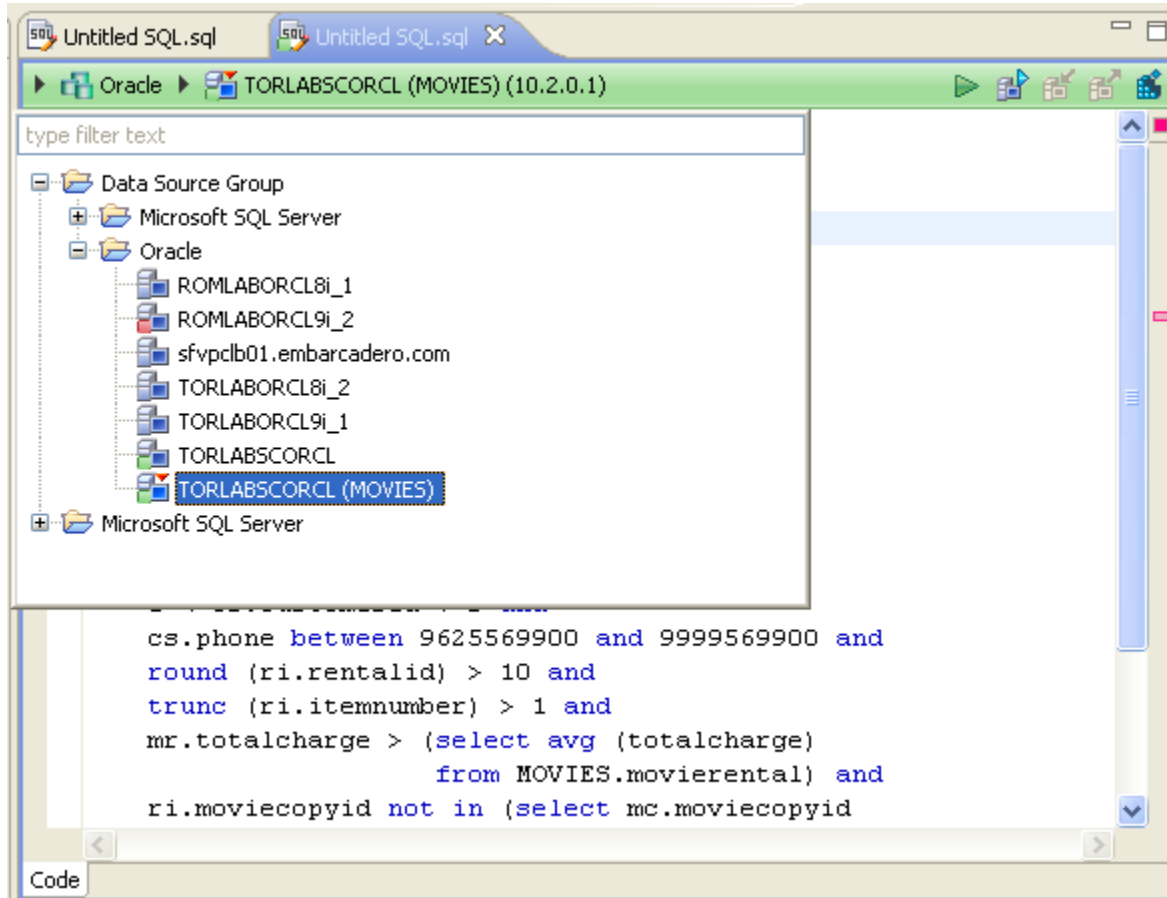 Untitled SQL.sql
Untitled SQL.sql
Oracle TORLABSCORCL (MOVIES) (10.2.0.1)
type filter text
Data Source Group
Microsoft SQL Server
Oracle
ROMLABORCL8i_1
ROMLABORCL9i_2
sfvpclb01.embarcadero.com
TORLABORCL8i_2
TORLABORCL9i_1
TORLABSCORCL
TORLABSCORCL (MOVIES)
Microsoft SQL Server
cs.phone between 9625569900 and 9999569900 and
round (ri.rentalid) > 10 and
trunc (ri.itemnumber) > 1 and
mr.totalcharge > (select avg (totalcharge)
from MOVIES.movierental) and
ri.moviecopyid not in (select mc.moviecopyid
Code